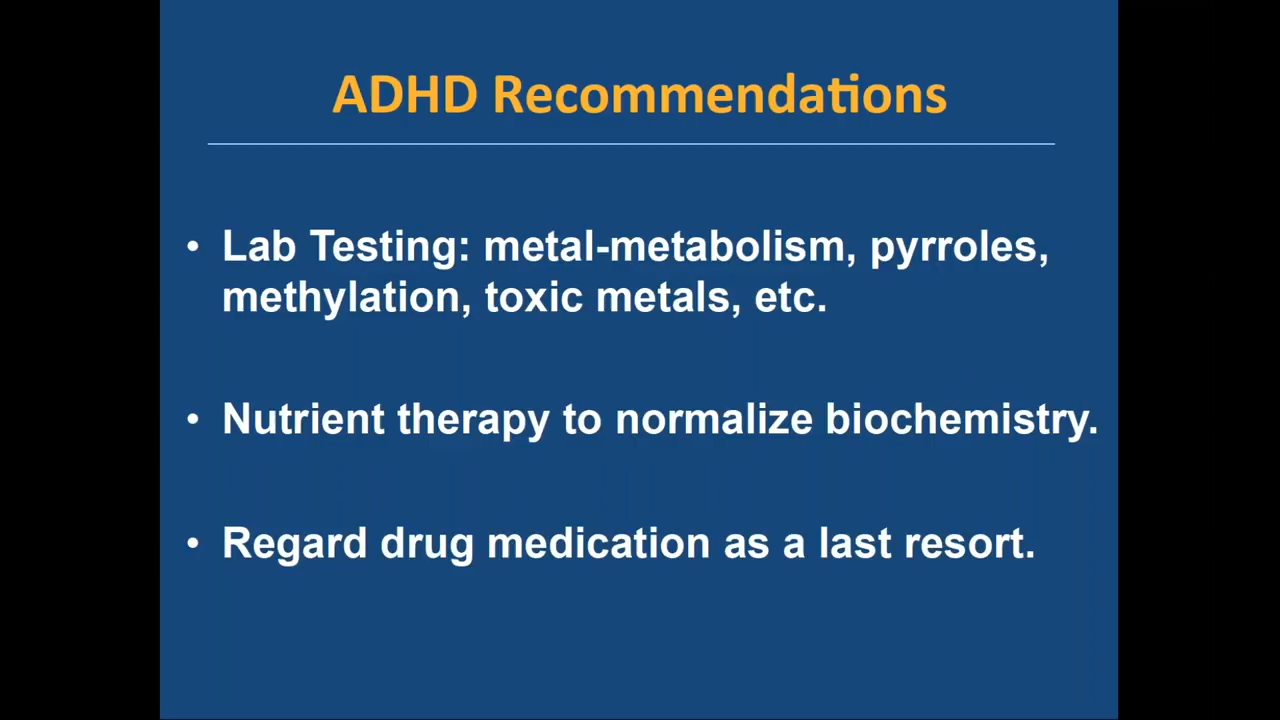 ADHD Recommendations
• Lab Testing: metal-metabolism, pyrroles,
methylation, toxic metals, etc.
• Nutrient therapy to normalize biochemistry.
• Regard drug medication as a last resort.